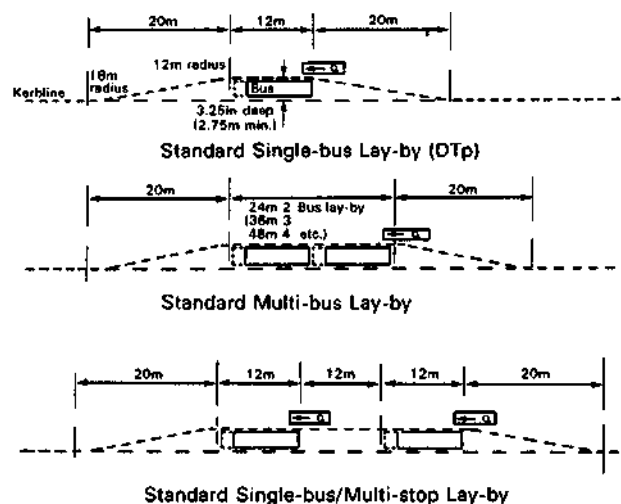 20m 12m 20m
18m radius
12m radius
Kerbline
Bus
3.25in deep
(2.75m min.)
Standard Single-bus Lay-by (DTp)
20m 20m
24m 2 Bus lay-by
(36m 3
48m 4 etc.)
Standard Multi-bus Lay-by
20m 12m 12m 12m 20m
Standard Single-bus/Multi-stop Lay-by